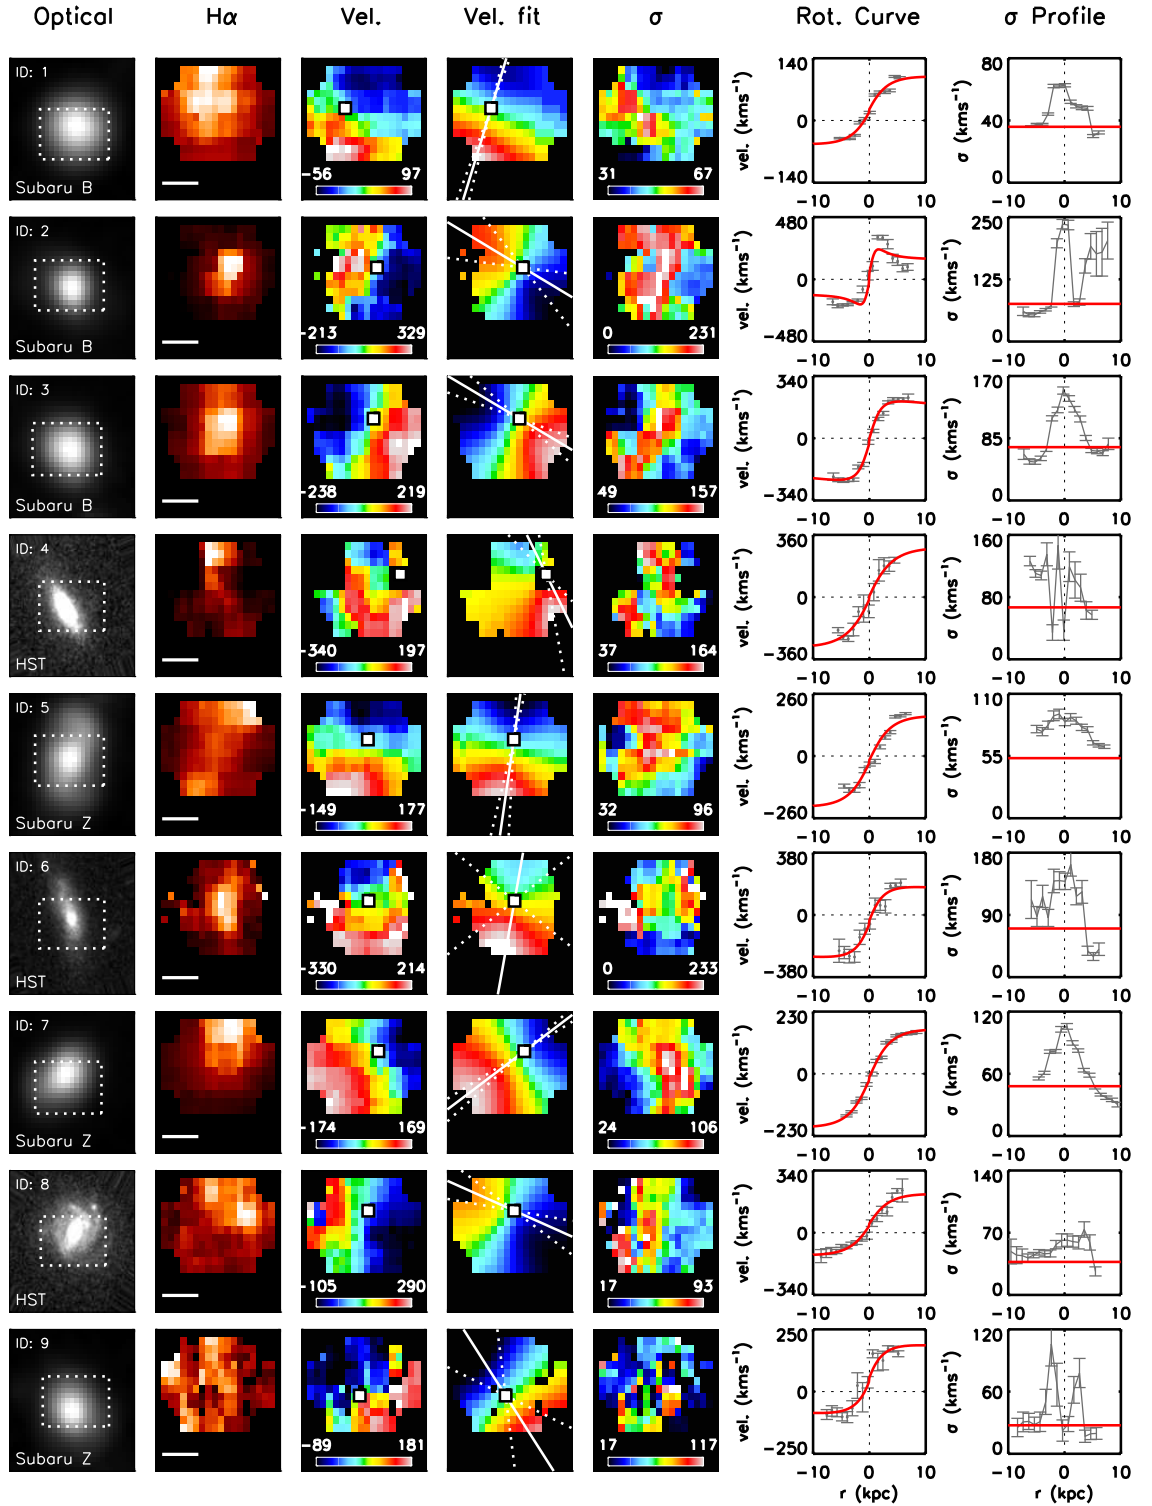 Optical Hα Vel. Vel. fit σ Rot. Curve σ Profile
ID: 1
Subaru B
-56 97
31 67
vel. (kms⁻¹)
140
0
-140
-10 0 10
σ (kms⁻¹)
80
40
0
-10 0 10
ID: 2
Subaru B
-213 329
0 231
vel. (kms⁻¹)
480
0
-480
-10 0 10
σ (kms⁻¹)
250
125
0
-10 0 10
ID: 3
Subaru B
-238 219
49 157
vel. (kms⁻¹)
340
0
-340
-10 0 10
σ (kms⁻¹)
170
85
0
-10 0 10
ID: 4
HST
-340 197
37 164
vel. (kms⁻¹)
360
0
-360
-10 0 10
σ (kms⁻¹)
160
80
0
-10 0 10
ID: 5
Subaru Z
-149 177
32 96
vel. (kms⁻¹)
260
0
-260
-10 0 10
σ (kms⁻¹)
110
55
0
-10 0 10
ID: 6
HST
-330 214
0 233
vel. (kms⁻¹)
380
0
-380
-10 0 10
σ (kms⁻¹)
180
90
0
-10 0 10
ID: 7
Subaru Z
-174 169
24 106
vel. (kms⁻¹)
230
0
-230
-10 0 10
σ (kms⁻¹)
120
60
0
-10 0 10
ID: 8
HST
-105 290
17 93
vel. (kms⁻¹)
340
0
-340
-10 0 10
σ (kms⁻¹)
140
70
0
-10 0 10
ID: 9
Subaru Z
-89 181
17 117
vel. (kms⁻¹)
250
0
-250
-10 0 10
r (kpc)
σ (kms⁻¹)
120
60
0
-10 0 10
r (kpc)